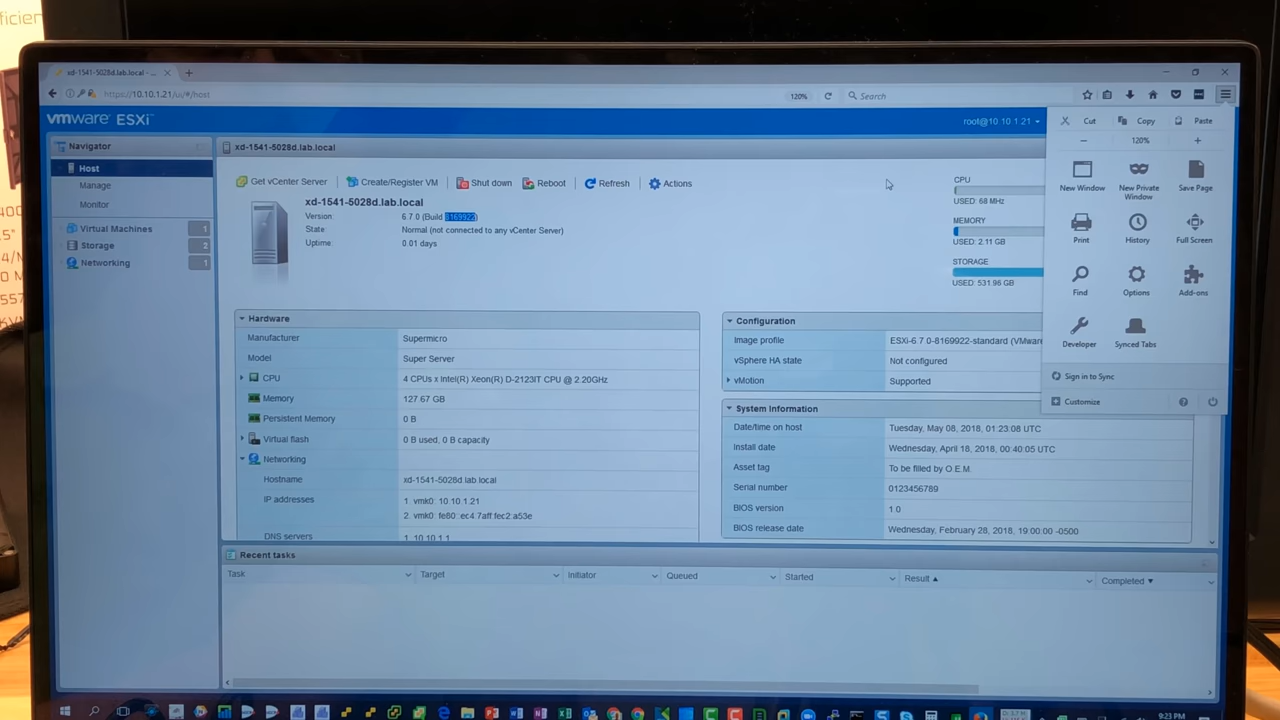 ficien
xd-1541-5028d.lab.local - ...
https://10.10.1.21/ui/#/host
120%
Search
vmware ESXi
root@10.10.1.21
Cut
Copy
Paste
120%
New Window
New Private Window
Save Page
Print
History
Full Screen
Find
Options
Add-ons
Developer
Synced Tabs
Sign in to Sync
Customize
Navigator
Host
Manage
Monitor
Virtual Machines 1
Storage 2
Networking 1
xd-1541-5028d.lab.local
Get vCenter Server
Create/Register VM
Shut down
Reboot
Refresh
Actions
xd-1541-5028d.lab.local
Version: 6.7.0 (Build 8169922)
State: Normal (not connected to any vCenter Server)
Uptime: 0.01 days
CPU
USED: 68 MHz
MEMORY
USED: 2.11 GB
STORAGE
USED: 531.96 GB
Hardware
Manufacturer Supermicro
Model Super Server
CPU 4 CPUs x Intel(R) Xeon(R) D-2123IT CPU @ 2.20GHz
Memory 127.67 GB
Persistent Memory 0 B
Virtual flash 0 B used, 0 B capacity
Networking
Hostname xd-1541-5028d.lab.local
IP addresses 1. vmk0: 10.10.1.21
2. vmk0: fe80::ec4:7aff:fec2:a53e
DNS servers 1. 10.10.1.1
Configuration
Image profile ESXi-6.7.0-8169922-standard (VMware
vSphere HA state Not configured
vMotion Supported
System Information
Date/time on host Tuesday, May 08, 2018, 01:23:08 UTC
Install date Wednesday, April 18, 2018, 00:40:05 UTC
Asset tag To be filled by O.E.M.
Serial number 0123456789
BIOS version 1.0
BIOS release date Wednesday, February 28, 2018, 19:00:00 -0500
Recent tasks
Task Target Initiator Queued Started Result Completed
9:23 PM